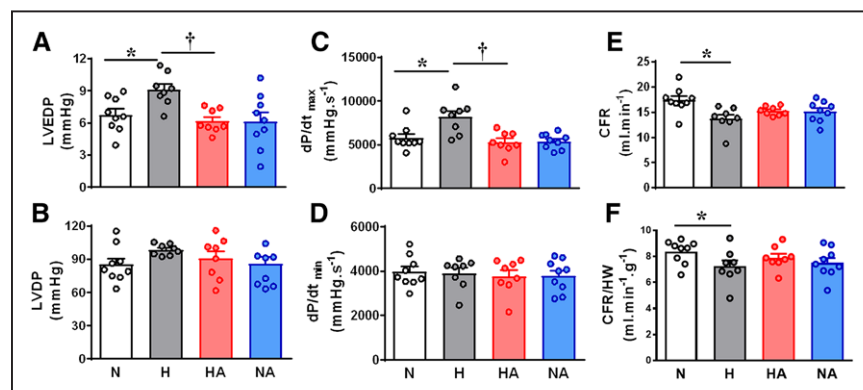 A
LVEDP
(mmHg)
12
9
6
3
0
*
†
C
dP/dt max
(mmHg.s-1)
15000
10000
5000
0
*
†
E
CFR
(ml.min-1)
25
20
15
10
5
0
*
B
LVDP
(mmHg)
120
90
60
30
0
N H HA NA
D
dP/dt min
(mmHg.s-1)
6000
4000
2000
0
N H HA NA
F
CFR/HW
(ml.min-1.g-1)
10
8
6
4
2
0
*
N H HA NA